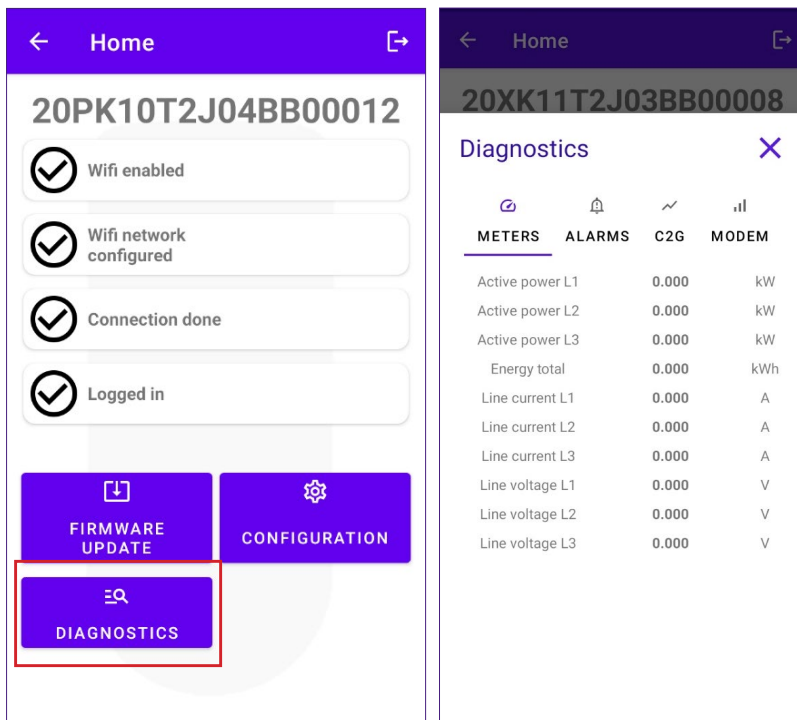 Home
20PK10T2J04BB00012
Wifi enabled
Wifi network
configured
Connection done
Logged in
FIRMWARE
UPDATE
CONFIGURATION
DIAGNOSTICS
Home
20XK11T2J03BB00008
Diagnostics
METERS ALARMS C2G MODEM
Active power L1 0.000 kW
Active power L2 0.000 kW
Active power L3 0.000 kW
Energy total 0.000 kWh
Line current L1 0.000 A
Line current L2 0.000 A
Line current L3 0.000 A
Line voltage L1 0.000 V
Line voltage L2 0.000 V
Line voltage L3 0.000 V